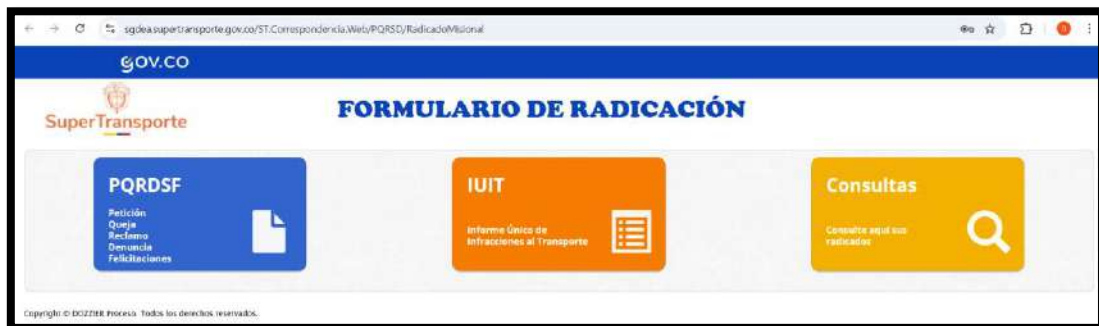 sgdea.supertransporte.gov.co/ST.Correspondencia.Web/PQRSD/RadicadoMisional
GOV.CO
SuperTransporte
FORMULARIO DE RADICACIÓN
PQRDSF
Petición
Queja
Reclamo
Denuncia
Felicitaciones
IUIT
Informe Único de
Infracciones al Transporte
Consultas
Consulte aquí sus
radicados
Copyright © DOZZIER Proceso. Todos los derechos reservados.